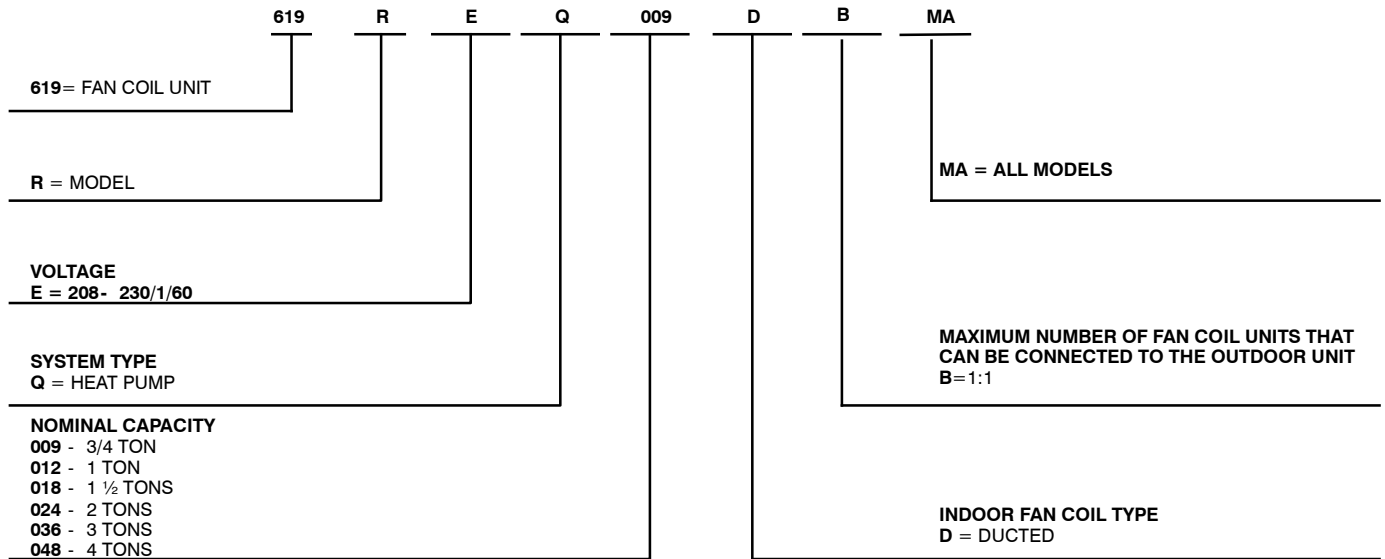 619 R E Q 009 D B MA
619= FAN COIL UNIT
R = MODEL
VOLTAGE
E = 208- 230/1/60
SYSTEM TYPE
Q = HEAT PUMP
NOMINAL CAPACITY
009 - 3/4 TON
012 - 1 TON
018 - 1 ½ TONS
024 - 2 TONS
036 - 3 TONS
048 - 4 TONS
MA = ALL MODELS
MAXIMUM NUMBER OF FAN COIL UNITS THAT
CAN BE CONNECTED TO THE OUTDOOR UNIT
B=1:1
INDOOR FAN COIL TYPE
D = DUCTED